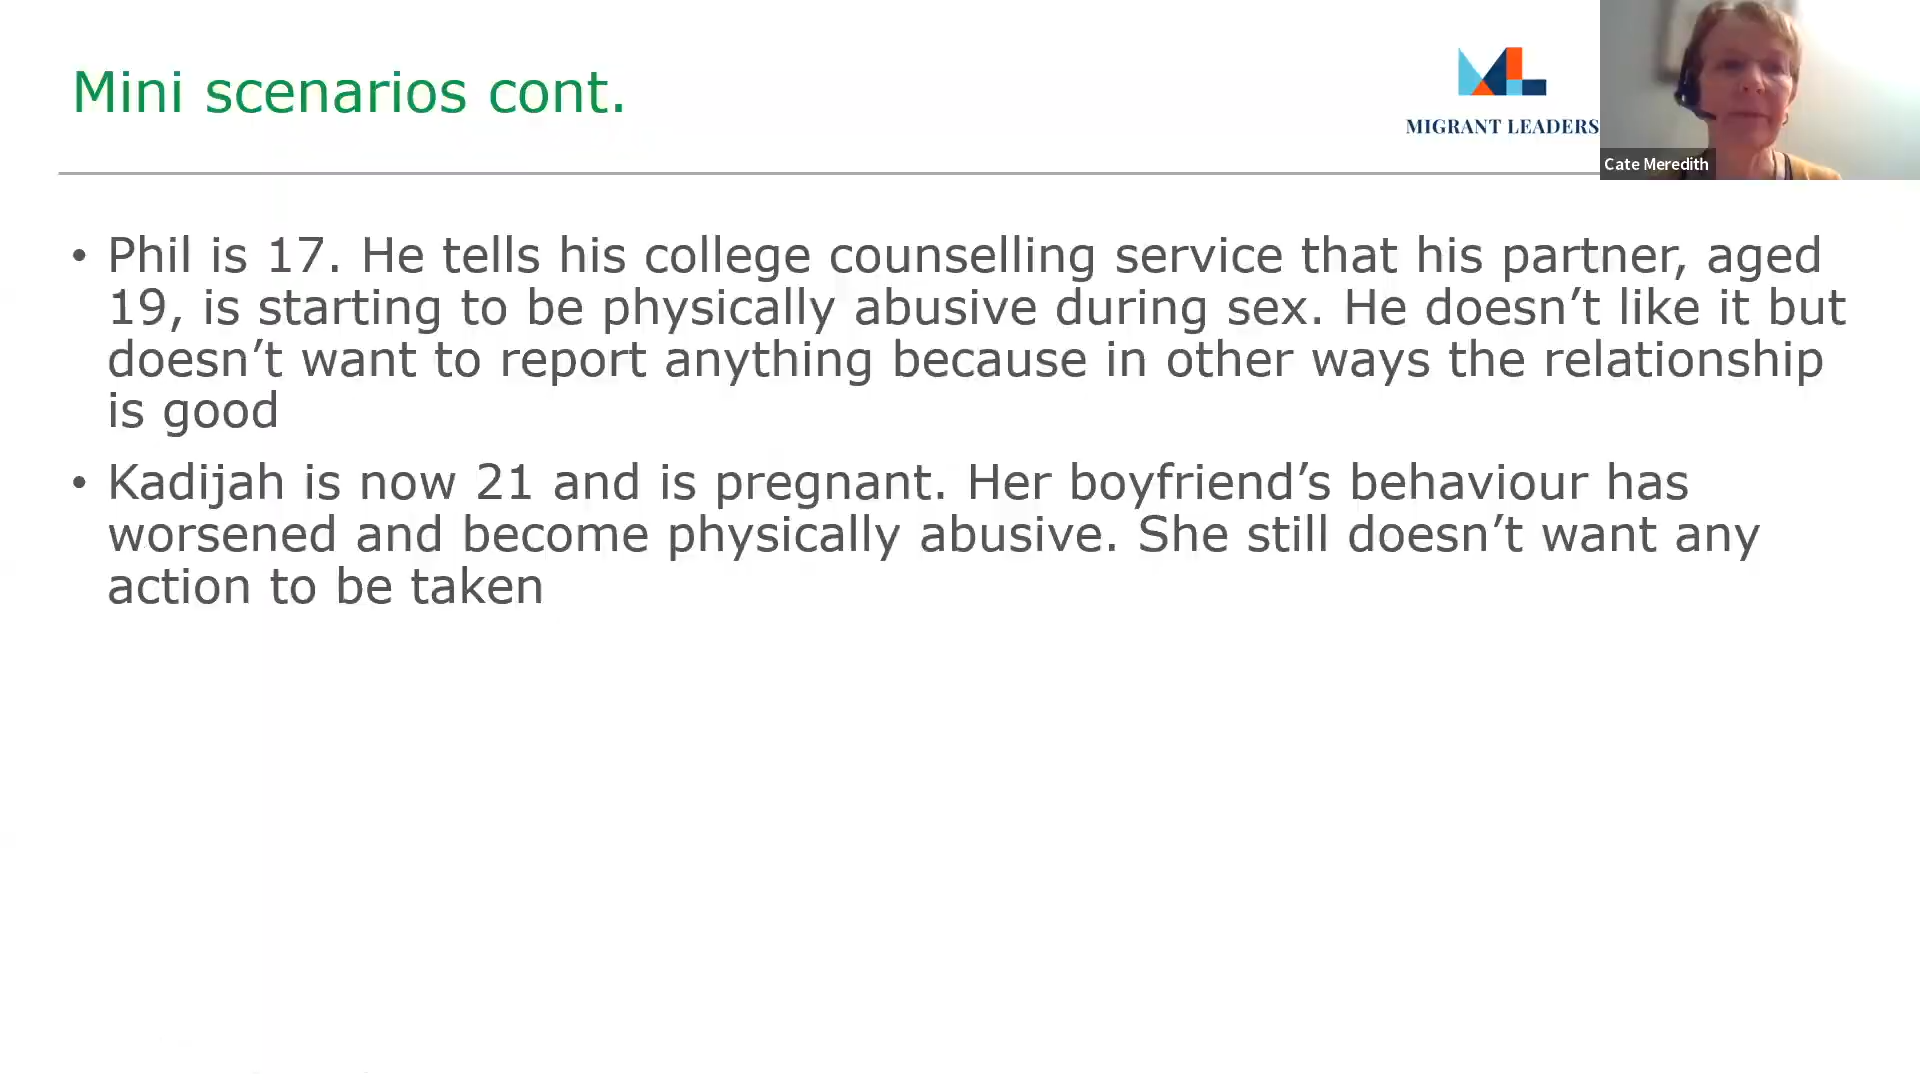 Mini scenarios cont.
MIGRANT LEADERS
Cate Meredith
• Phil is 17. He tells his college counselling service that his partner, aged
19, is starting to be physically abusive during sex. He doesn’t like it but
doesn’t want to report anything because in other ways the relationship
is good
• Kadijah is now 21 and is pregnant. Her boyfriend’s behaviour has
worsened and become physically abusive. She still doesn’t want any
action to be taken